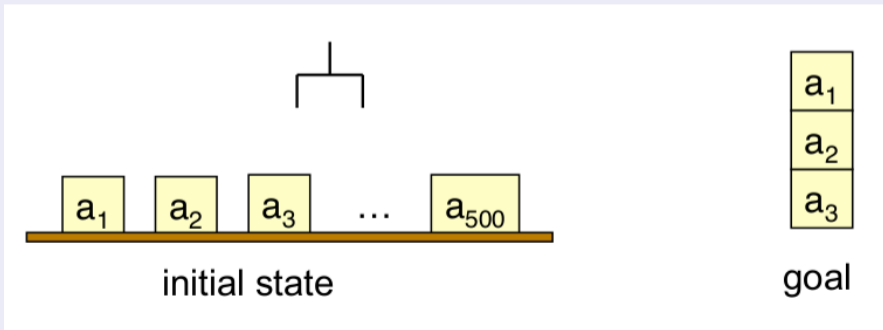 a₁ a₂ a₃ ... a₅₀₀
initial state
a₁
a₂
a₃
goal